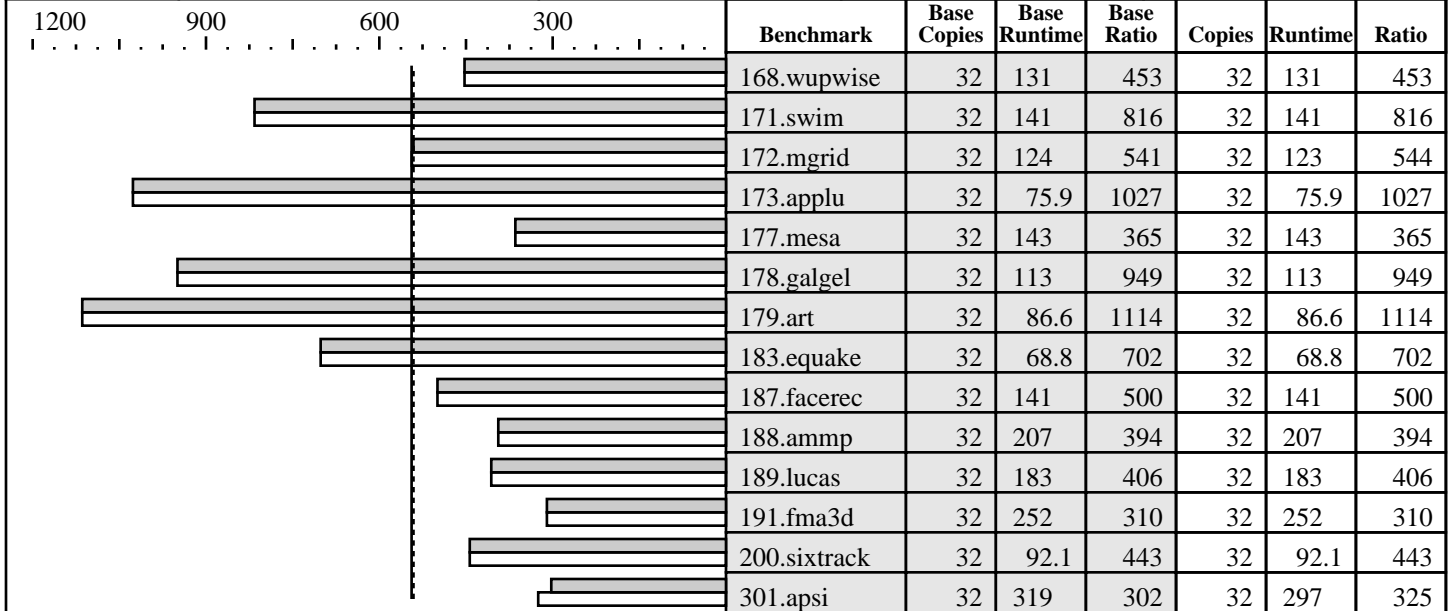 1200 900 600 300
Benchmark Base Copies Base Runtime Base Ratio Copies Runtime Ratio
168.wupwise 32 131 453 32 131 453
171.swim 32 141 816 32 141 816
172.mgrid 32 124 541 32 123 544
173.applu 32 75.9 1027 32 75.9 1027
177.mesa 32 143 365 32 143 365
178.galgel 32 113 949 32 113 949
179.art 32 86.6 1114 32 86.6 1114
183.equake 32 68.8 702 32 68.8 702
187.facerec 32 141 500 32 141 500
188.ammp 32 207 394 32 207 394
189.lucas 32 183 406 32 183 406
191.fma3d 32 252 310 32 252 310
200.sixtrack 32 92.1 443 32 92.1 443
301.apsi 32 319 302 32 297 325